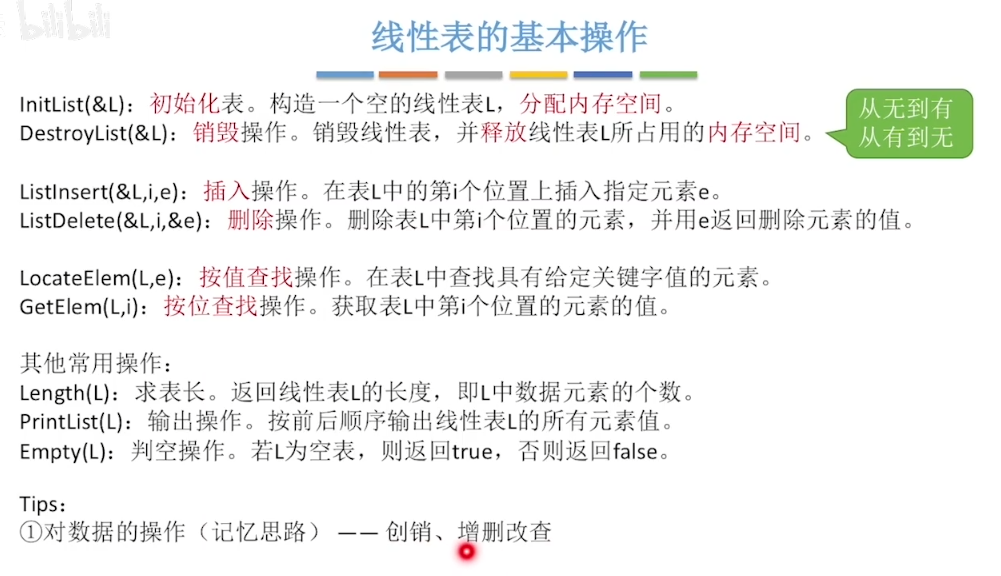 bilibili
线性表的基本操作
InitList(&L)：初始化表。构造一个空的线性表L，分配内存空间。
DestroyList(&L)：销毁操作。销毁线性表，并释放线性表L所占用的内存空间。
从无到有
从有到无
ListInsert(&L,i,e)：插入操作。在表L中的第i个位置上插入指定元素e。
ListDelete(&L,i,&e)：删除操作。删除表L中第i个位置的元素，并用e返回删除元素的值。
LocateElem(L,e)：按值查找操作。在表L中查找具有给定关键字值的元素。
GetElem(L,i)：按位查找操作。获取表L中第i个位置的元素的值。
其他常用操作：
Length(L)：求表长。返回线性表L的长度，即L中数据元素的个数。
PrintList(L)：输出操作。按前后顺序输出线性表L的所有元素值。
Empty(L)：判空操作。若L为空表，则返回true，否则返回false。
Tips：
①对数据的操作（记忆思路） —— 创销、增删改查